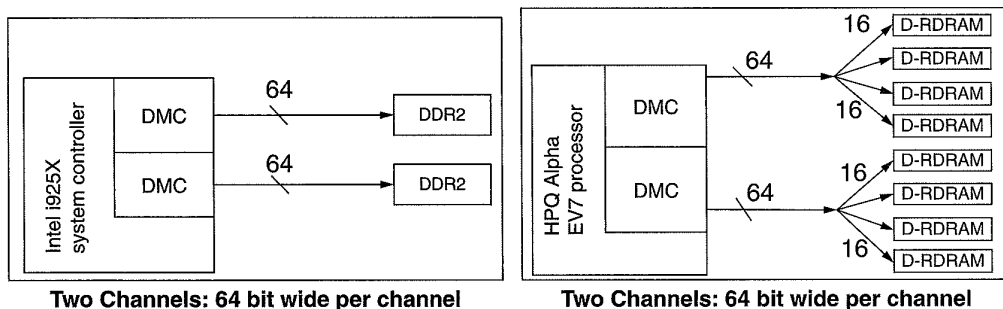 Intel i925X
system controller
DMC
DMC
64
64
DDR2
DDR2
Two Channels: 64 bit wide per channel
HPQ Alpha
EV7 processor
DMC
DMC
64
64
16
16
D-RDRAM
D-RDRAM
D-RDRAM
D-RDRAM
16
16
D-RDRAM
D-RDRAM
D-RDRAM
D-RDRAM
Two Channels: 64 bit wide per channel